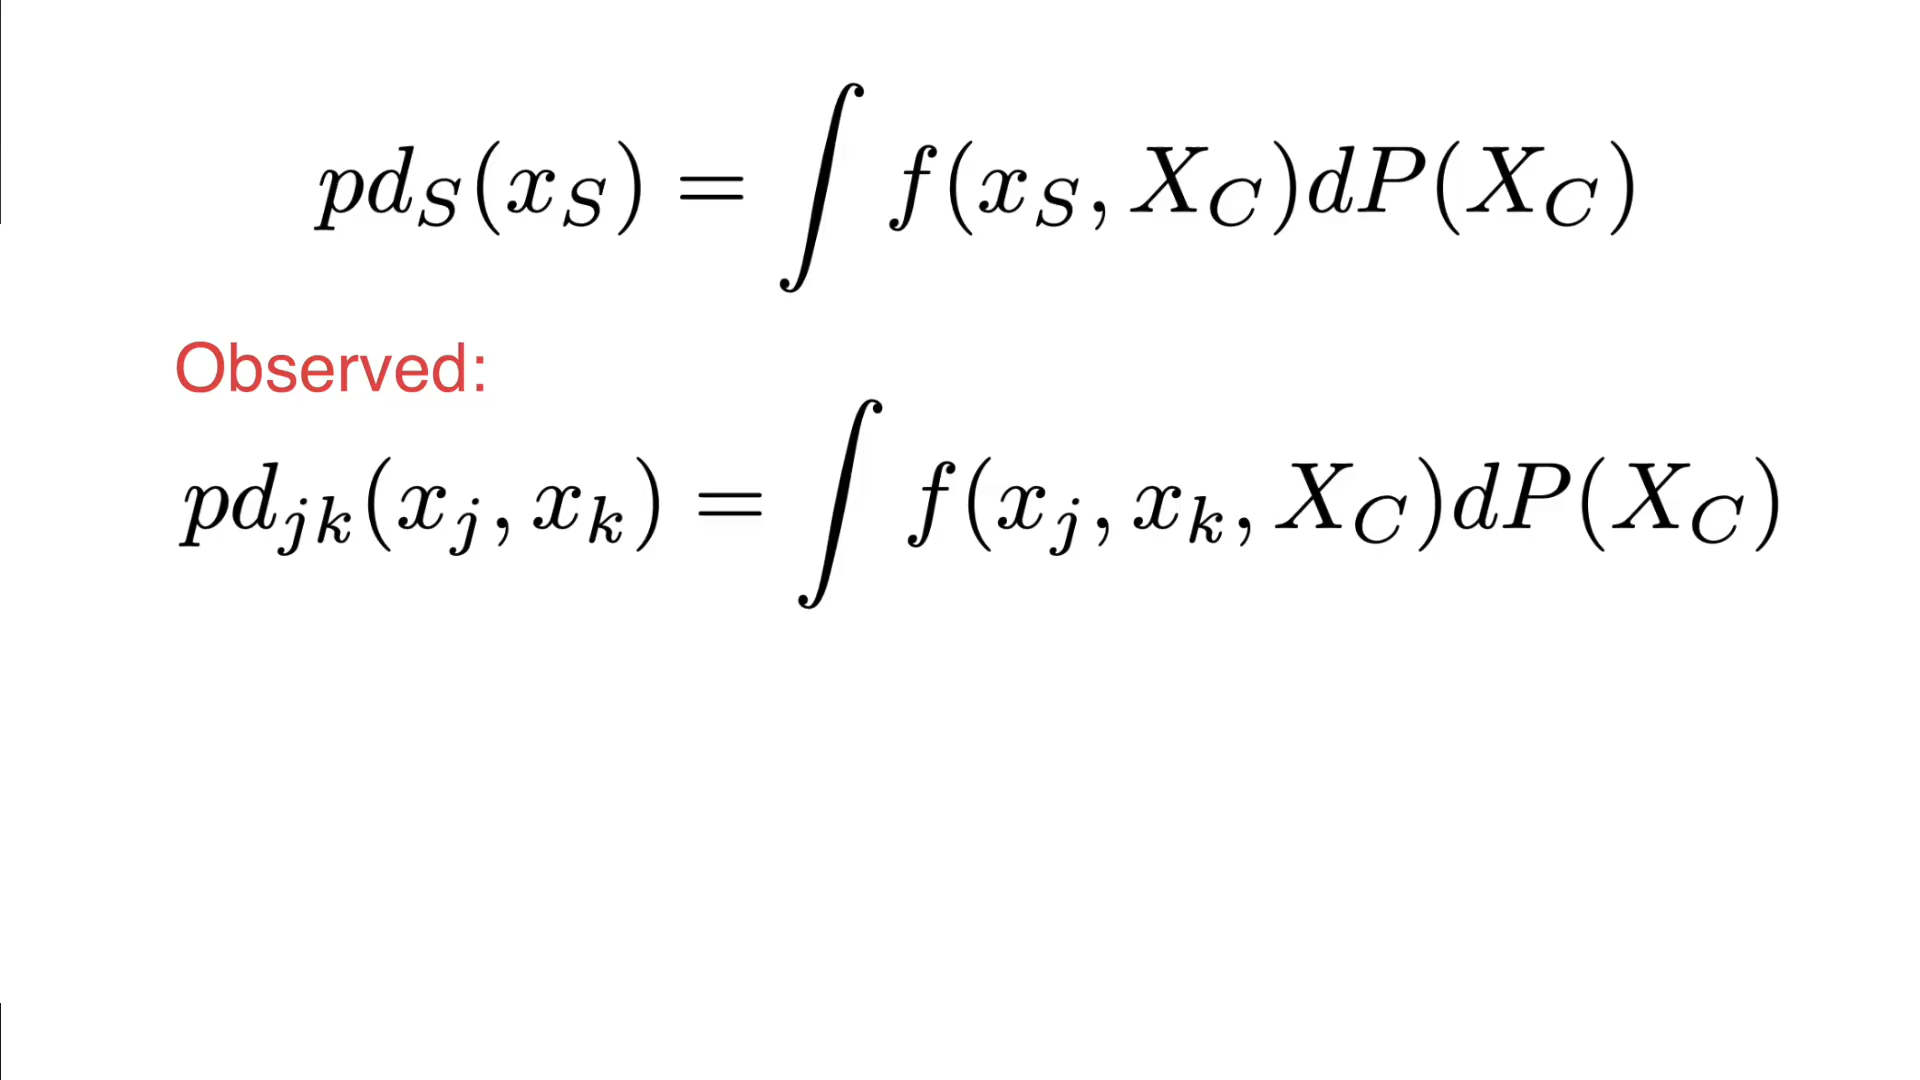 pd_S(x_S) = ∫ f(x_S, X_C)dP(X_C)
Observed:
pd_{jk}(x_j, x_k) = ∫ f(x_j, x_k, X_C)dP(X_C)